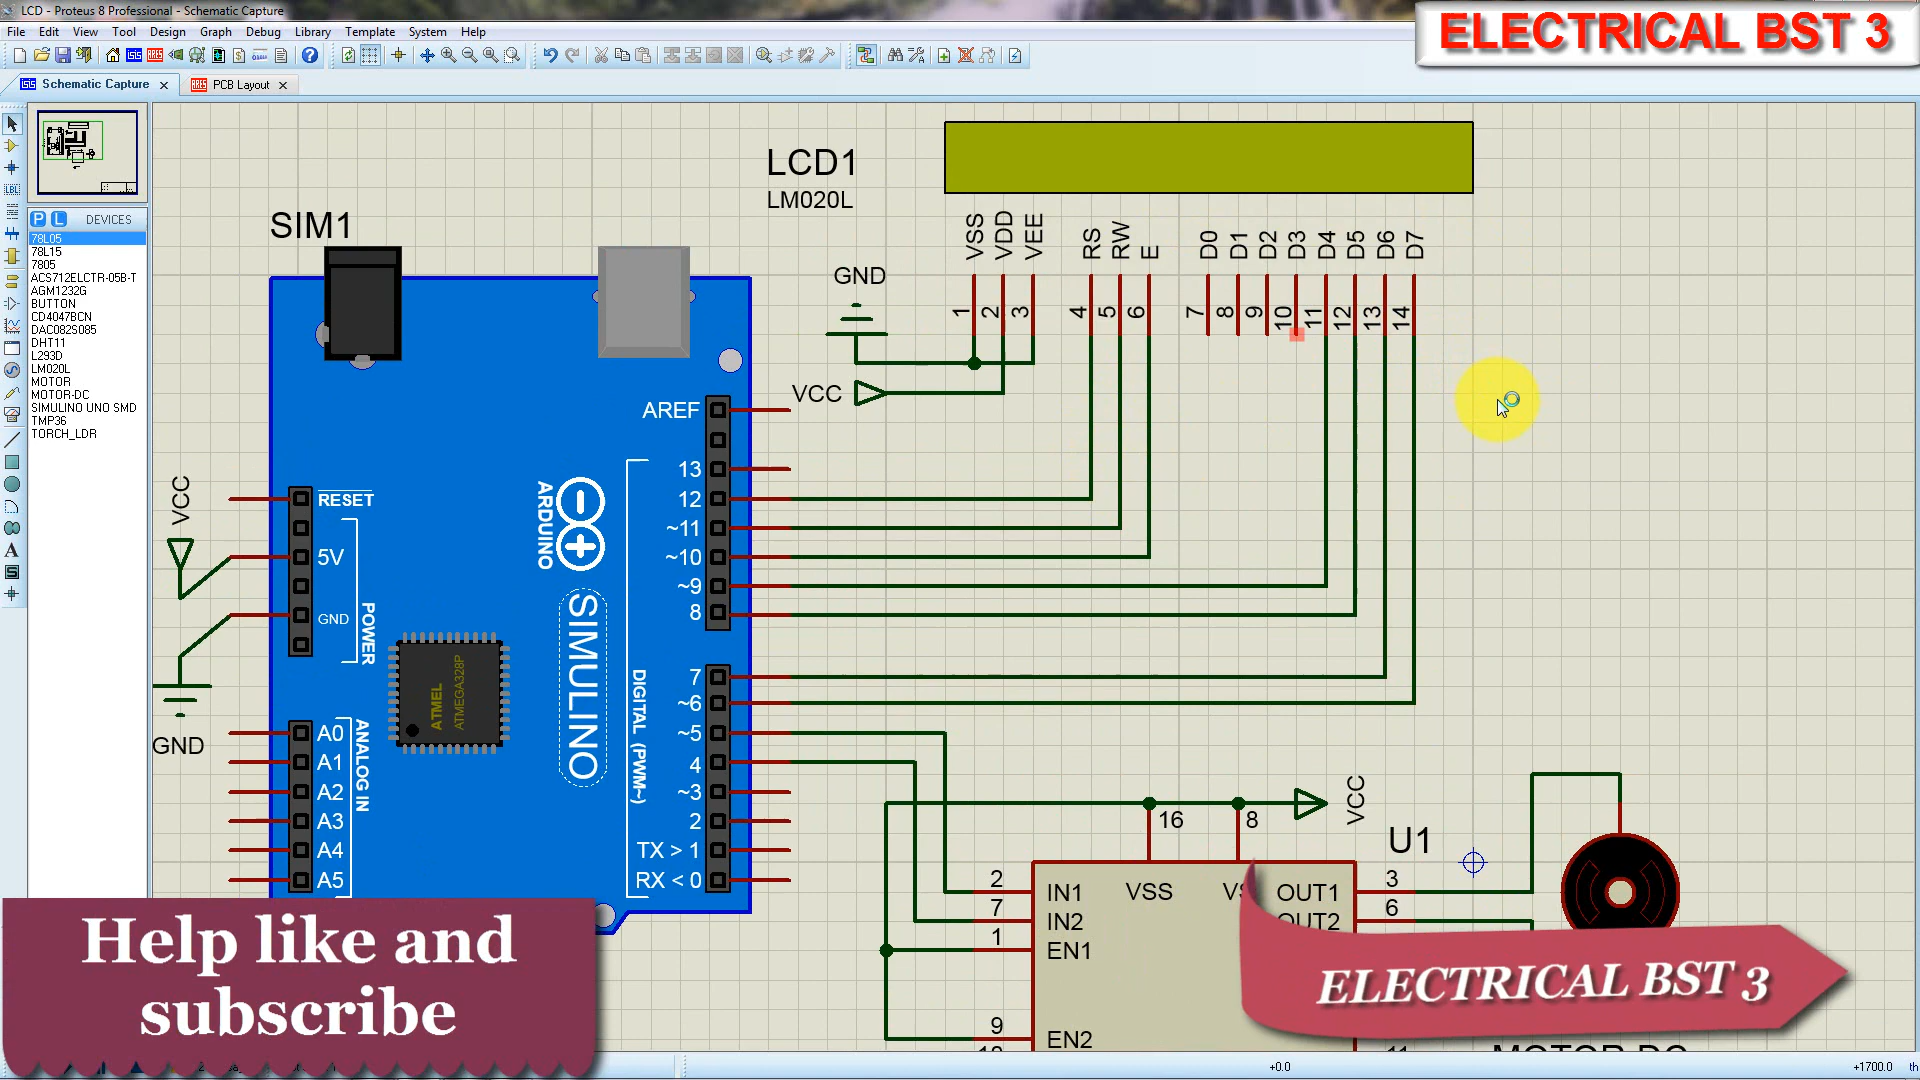 LCD - Proteus 8 Professional - Schematic Capture
File Edit View Tool Design Graph Debug Library Template System Help
ELECTRICAL BST 3
Schematic Capture
PCB Layout
P L DEVICES
78L05
78L15
7805
ACS712ELCTR-05B-T
AGM1232G
BUTTON
CD4047BCN
DAC082S085
DHT11
L293D
LM020L
MOTOR
MOTOR-DC
SIMULINO UNO SMD
TMP36
TORCH_LDR
LCD1
LM020L
SIM1
VSS VDD VEE RS RW E D0 D1 D2 D3 D4 D5 D6 D7
1 2 3 4 5 6 7 8 9 10 11 12 13 14
GND
VCC
AREF
13
12
~11
~10
~9
8
7
~6
~5
4
~3
2
TX > 1
RX < 0
VCC
RESET
5V
GND
POWER
GND
A0
A1
A2
A3
A4
A5
ANALOG IN
ARDUINO
SIMULINO
ATMEL
ATMEGA328P
DIGITAL (PWM~)
16 8 VCC
U1
2 IN1 VSS OUT1 3
7 IN2 OUT2 6
1 EN1
9 EN2
MOTOR-DC
Help like and
subscribe
ELECTRICAL BST 3
+0.0 +1700.0 th